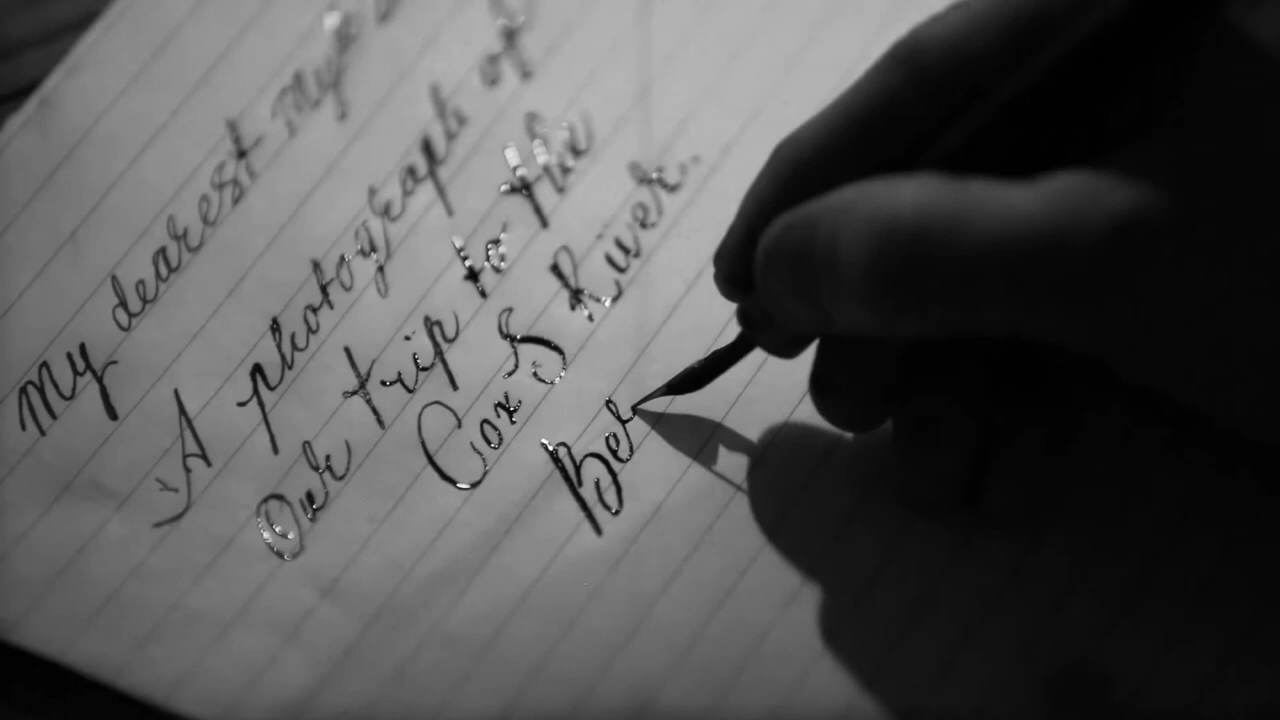 My dearest
A photograph of
our trip to the
Cox's River.
Bel